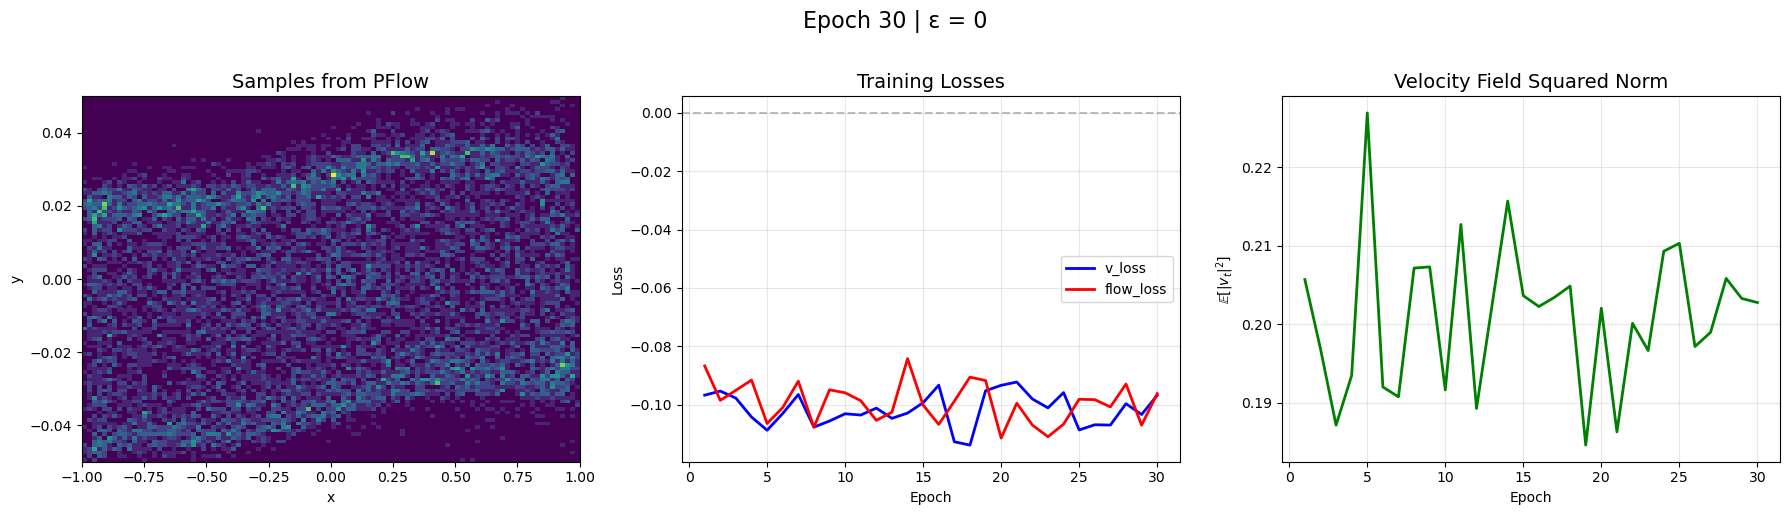 Epoch 30 | ε = 0
Samples from PFlow
y
0.04
0.02
0.00
−0.02
−0.04
−1.00 −0.75 −0.50 −0.25 0.00 0.25 0.50 0.75 1.00
x
Training Losses
Loss
0.00
−0.02
−0.04
−0.06
−0.08
−0.10
v_loss
flow_loss
0 5 10 15 20 25 30
Epoch
Velocity Field Squared Norm
𝔼[|v_t|²]
0.22
0.21
0.20
0.19
0 5 10 15 20 25 30
Epoch